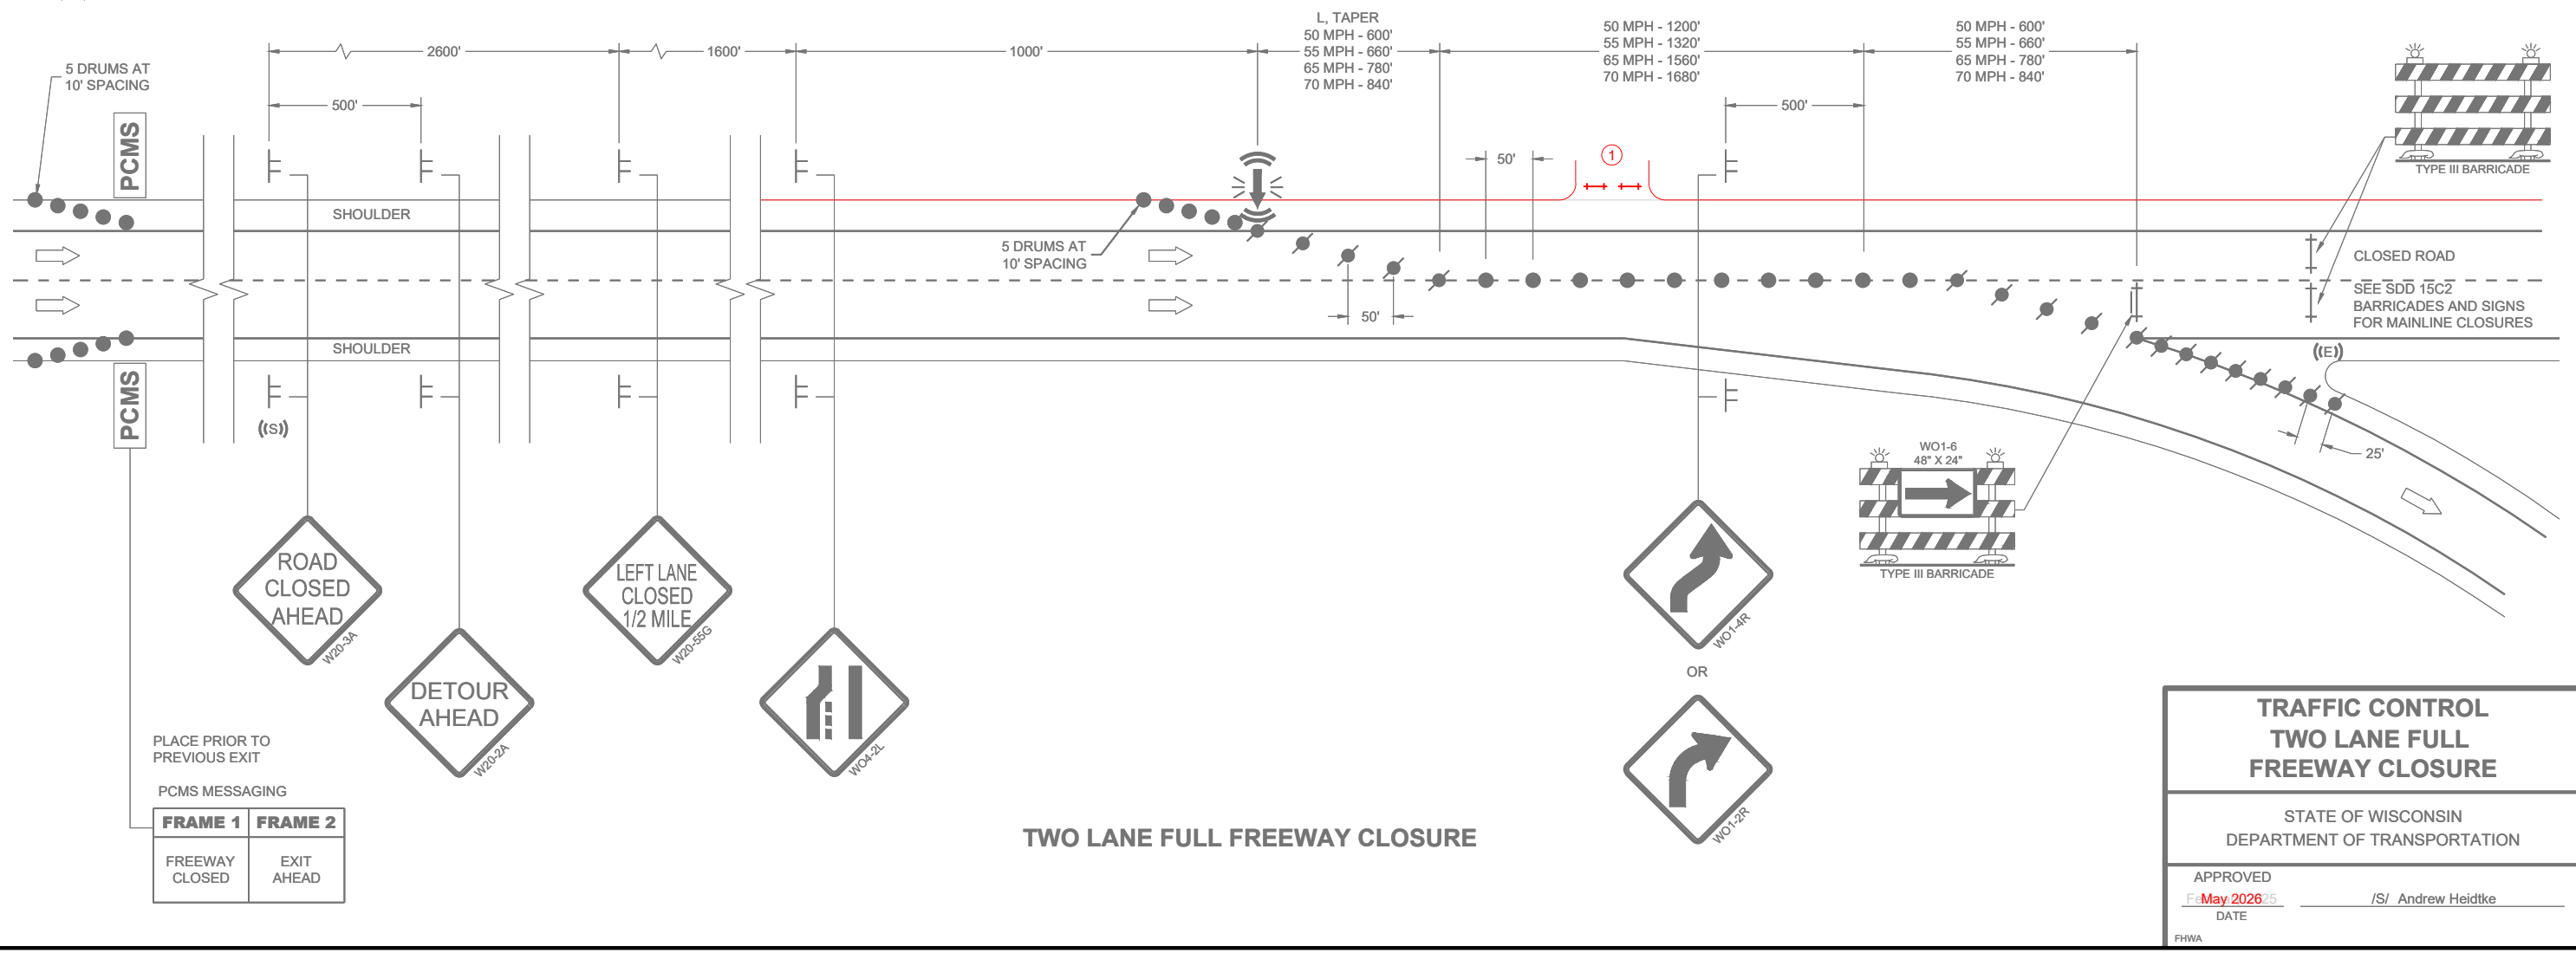 L, TAPER
50 MPH - 600'
55 MPH - 660'
65 MPH - 780'
70 MPH - 840'
50 MPH - 1200'
55 MPH - 1320'
65 MPH - 1560'
70 MPH - 1680'
50 MPH - 600'
55 MPH - 660'
65 MPH - 780'
70 MPH - 840'
2600'
1600'
1000'
5 DRUMS AT
10' SPACING
500'
500'
PCMS
50'
1
TYPE III BARRICADE
SHOULDER
5 DRUMS AT
10' SPACING
CLOSED ROAD
SEE SDD 15C2
BARRICADES AND SIGNS
FOR MAINLINE CLOSURES
50'
SHOULDER
((E))
PCMS
((S))
25'
WO1-6
48" X 24"
TYPE III BARRICADE
ROAD
CLOSED
AHEAD
W20-3A
DETOUR
AHEAD
W20-2A
LEFT LANE
CLOSED
1/2 MILE
W20-55G
WO4-2L
WO1-4R
OR
WO1-2R
PLACE PRIOR TO
PREVIOUS EXIT
PCMS MESSAGING
FRAME 1 FRAME 2
FREEWAY
CLOSED
EXIT
AHEAD
TWO LANE FULL FREEWAY CLOSURE
TRAFFIC CONTROL
TWO LANE FULL
FREEWAY CLOSURE
STATE OF WISCONSIN
DEPARTMENT OF TRANSPORTATION
APPROVED
May 2026
/S/ Andrew Heidtke
DATE
FHWA